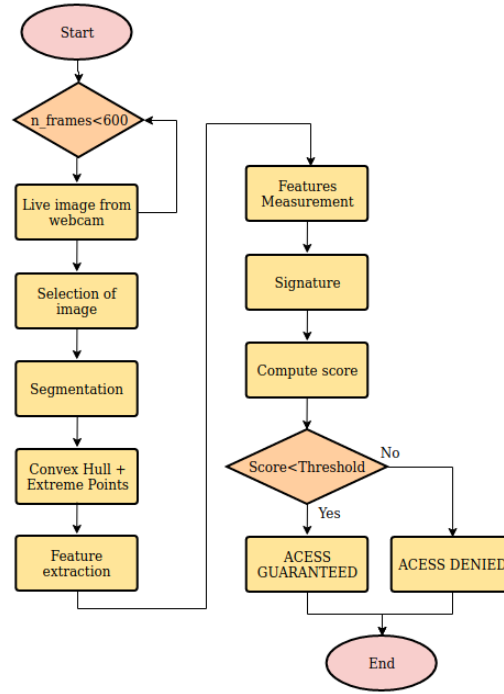 Start
n_frames<600
Live image from
webcam
Selection of
image
Segmentation
Convex Hull +
Extreme Points
Feature
extraction
Features
Measurement
Signature
Compute score
Score<Threshold
No
Yes
ACESS
GUARANTEED
ACESS DENIED
End